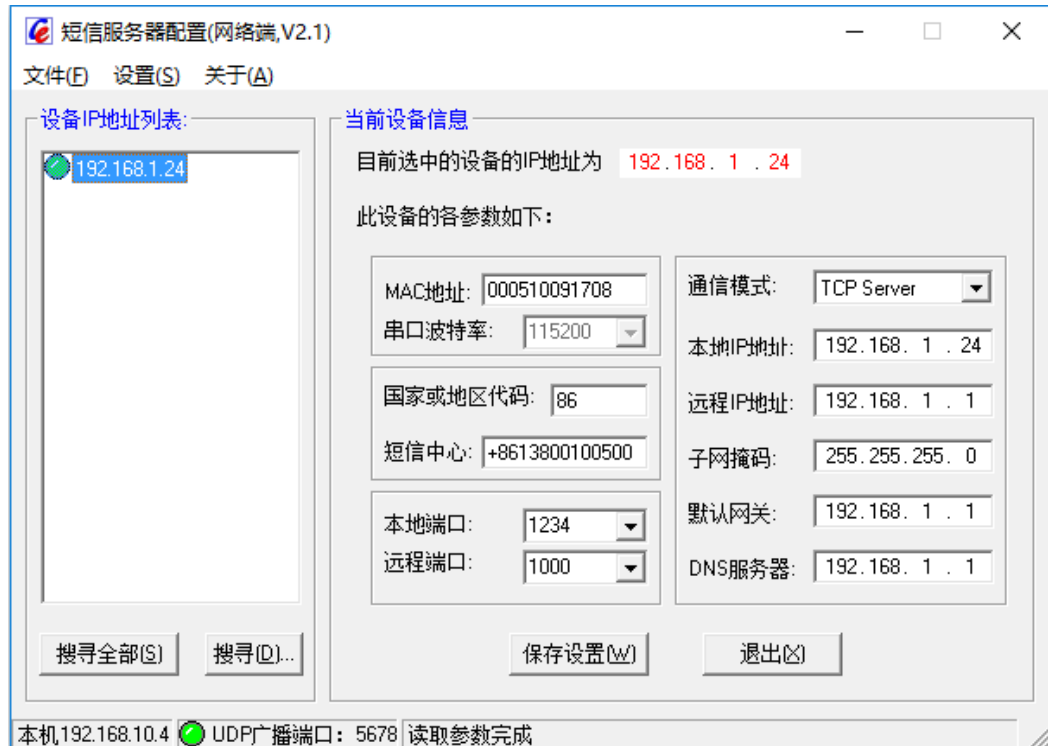 短信服务器配置(网络端,V2.1)
文件(F) 设置(S) 关于(A)
设备IP地址列表:
192.168.1.24
搜寻全部(S) 搜寻(D)...
当前设备信息
目前选中的设备的IP地址为 192.168. 1 . 24
此设备的各参数如下：
MAC地址: 000510091708
串口波特率: 115200
国家或地区代码: 86
短信中心: +8613800100500
本地端口: 1234
远程端口: 1000
通信模式: TCP Server
本地IP地址: 192.168. 1 . 24
远程IP地址: 192.168. 1 . 1
子网掩码: 255.255.255. 0
默认网关: 192.168. 1 . 1
DNS服务器: 192.168. 1 . 1
保存设置(W) 退出(X)
本机192.168.10.4 UDP广播端口：5678 读取参数完成